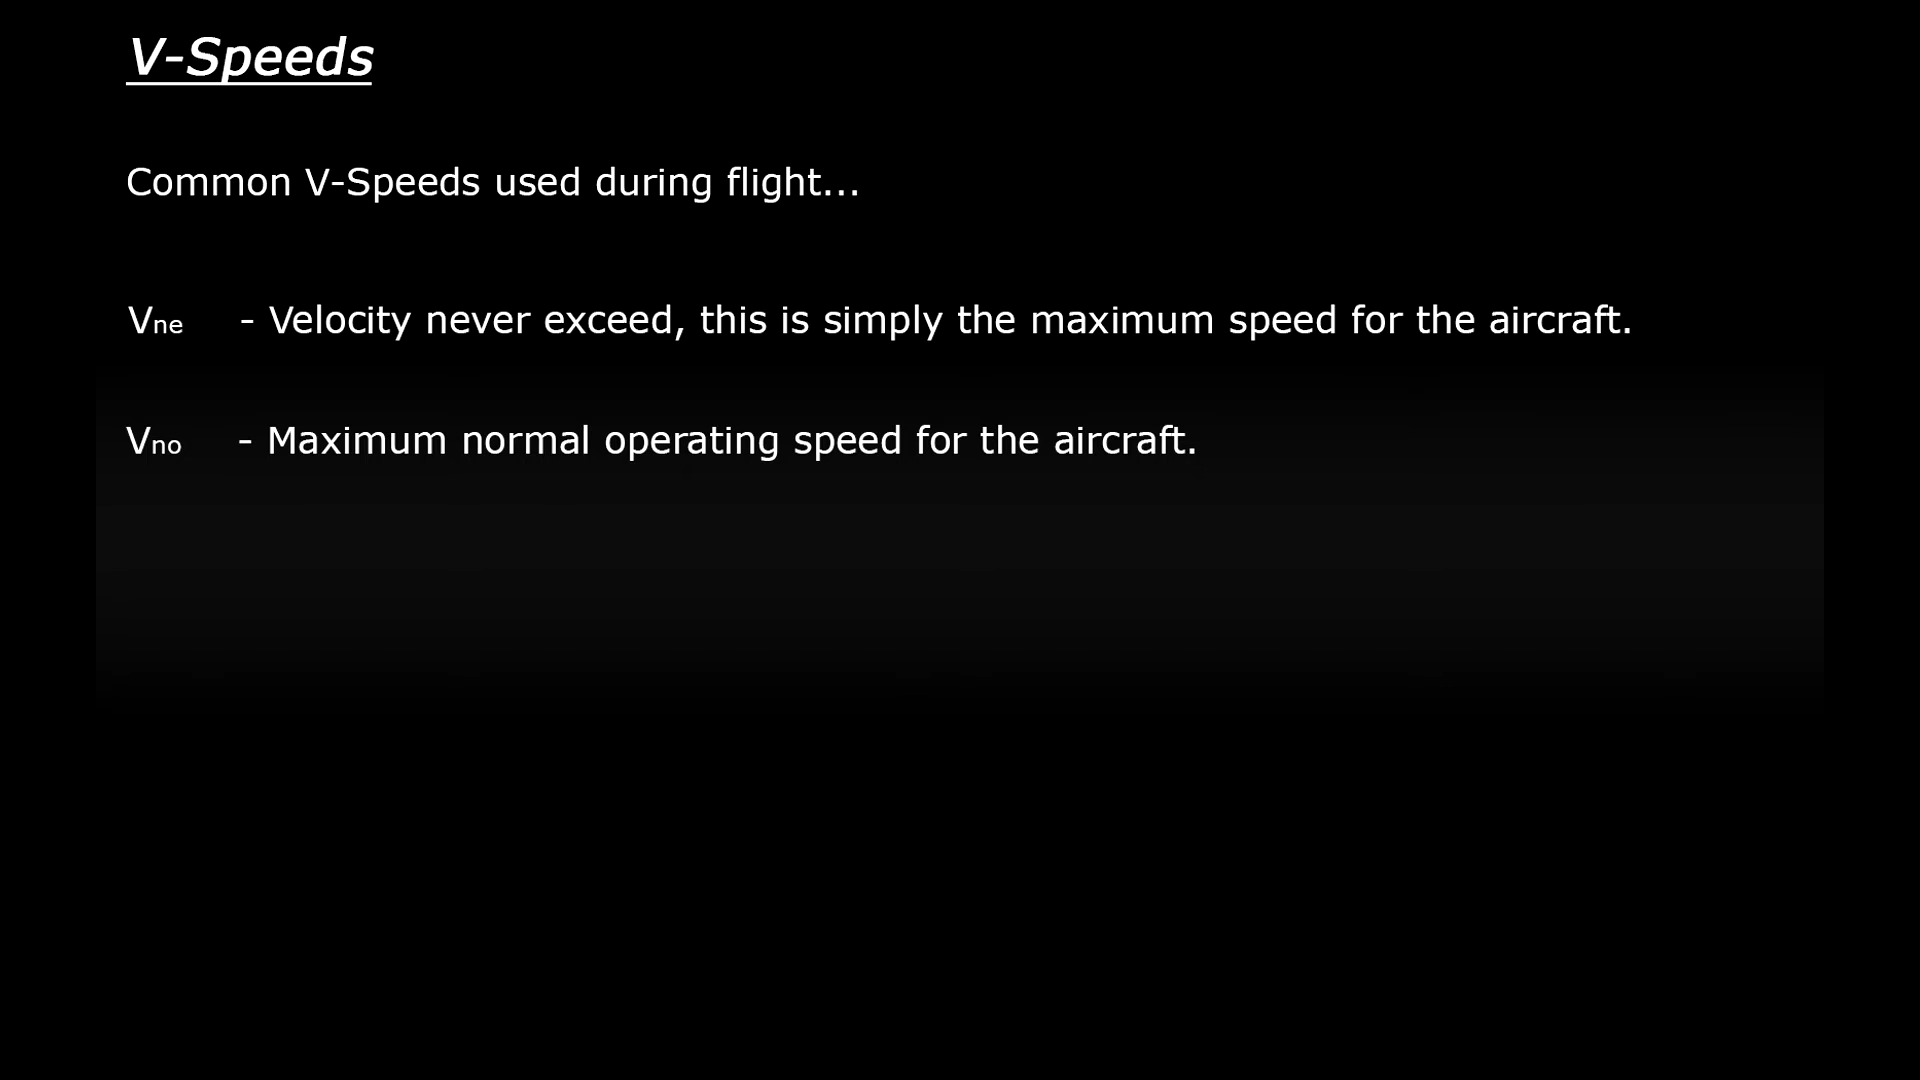 V-Speeds
Common V-Speeds used during flight...
Vne - Velocity never exceed, this is simply the maximum speed for the aircraft.
Vno - Maximum normal operating speed for the aircraft.